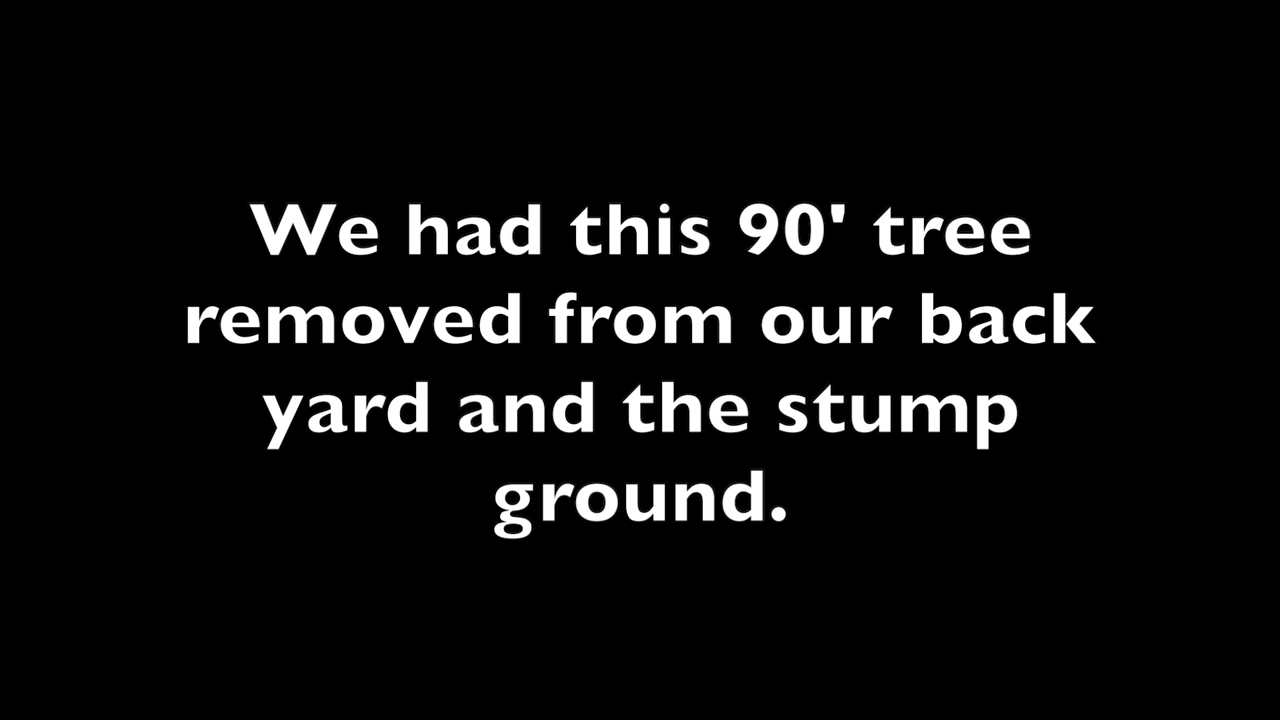 We had this 90' tree
removed from our back
yard and the stump
ground.